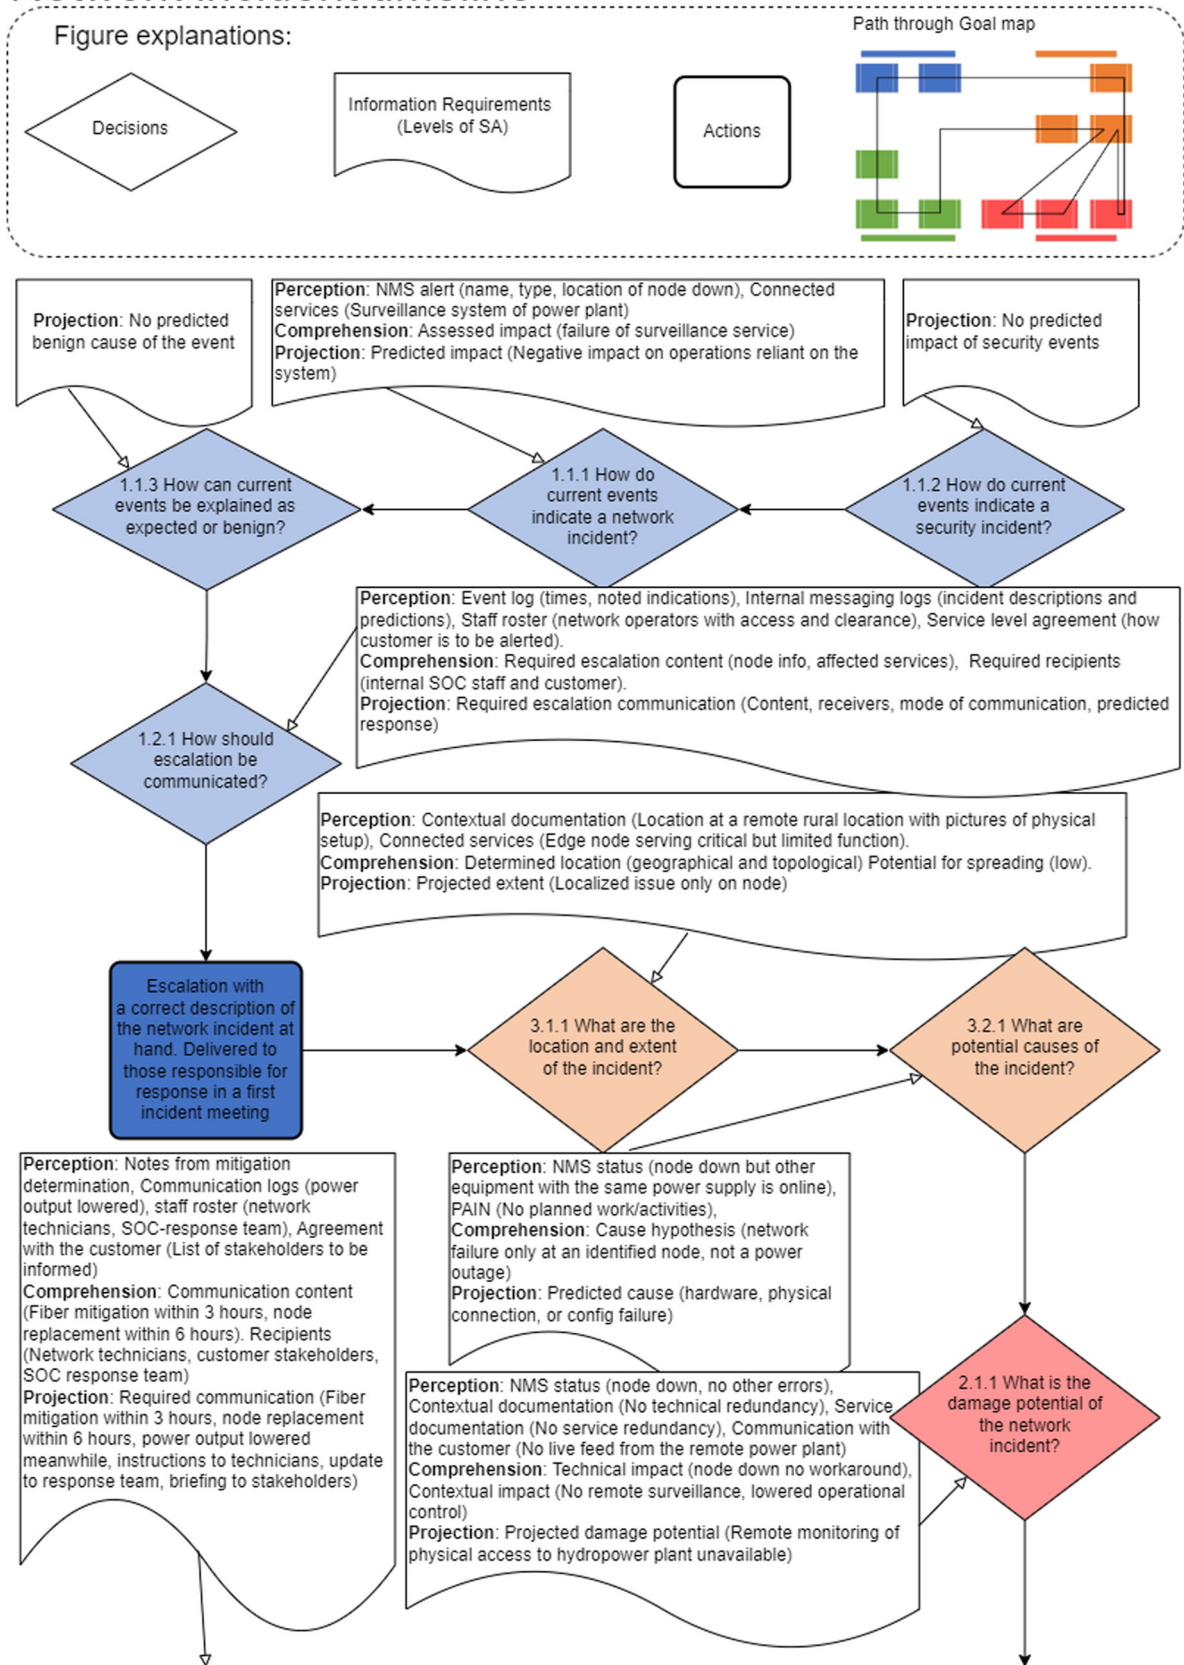 Network incident timeline
Figure explanations:
Decisions
Information Requirements
(Levels of SA)
Actions
Path through Goal map
Projection: No predicted
benign cause of the event
Perception: NMS alert (name, type, location of node down), Connected
services (Surveillance system of power plant)
Comprehension: Assessed impact (failure of surveillance service)
Projection: Predicted impact (Negative impact on operations reliant on the
system)
Projection: No predicted
impact of security events
1.1.3 How can current
events be explained as
expected or benign?
1.1.1 How do
current events
indicate a network
incident?
1.1.2 How do current
events indicate a
security incident?
Perception: Event log (times, noted indications), Internal messaging logs (incident descriptions and
predictions), Staff roster (network operators with access and clearance), Service level agreement (how
customer is to be alerted).
Comprehension: Required escalation content (node info, affected services), Required recipients
(internal SOC staff and customer).
Projection: Required escalation communication (Content, receivers, mode of communication, predicted
response)
1.2.1 How should
escalation be
communicated?
Perception: Contextual documentation (Location at a remote rural location with pictures of physical
setup), Connected services (Edge node serving critical but limited function).
Comprehension: Determined location (geographical and topological) Potential for spreading (low).
Projection: Projected extent (Localized issue only on node)
Escalation with
a correct description of
the network incident at
hand. Delivered to
those responsible for
response in a first
incident meeting
3.1.1 What are the
location and extent
of the incident?
3.2.1 What are
potential causes of
the incident?
Perception: Notes from mitigation
determination, Communication logs (power
output lowered), staff roster (network
technicians, SOC-response team), Agreement
with the customer (List of stakeholders to be
informed)
Comprehension: Communication content
(Fiber mitigation within 3 hours, node
replacement within 6 hours). Recipients
(Network technicians, customer stakeholders,
SOC response team)
Projection: Required communication (Fiber
mitigation within 3 hours, node replacement
within 6 hours, power output lowered
meanwhile, instructions to technicians, update
to response team, briefing to stakeholders)
Perception: NMS status (node down but other
equipment with the same power supply is online),
PAIN (No planned work/activities),
Comprehension: Cause hypothesis (network
failure only at an identified node, not a power
outage)
Projection: Predicted cause (hardware, physical
connection, or config failure)
Perception: NMS status (node down, no other errors),
Contextual documentation (No technical redundancy), Service
documentation (No service redundancy), Communication with
the customer (No live feed from the remote power plant)
Comprehension: Technical impact (node down no workaround),
Contextual impact (No remote surveillance, lowered operational
control)
Projection: Projected damage potential (Remote monitoring of
physical access to hydropower plant unavailable)
2.1.1 What is the
damage potential of
the network
incident?